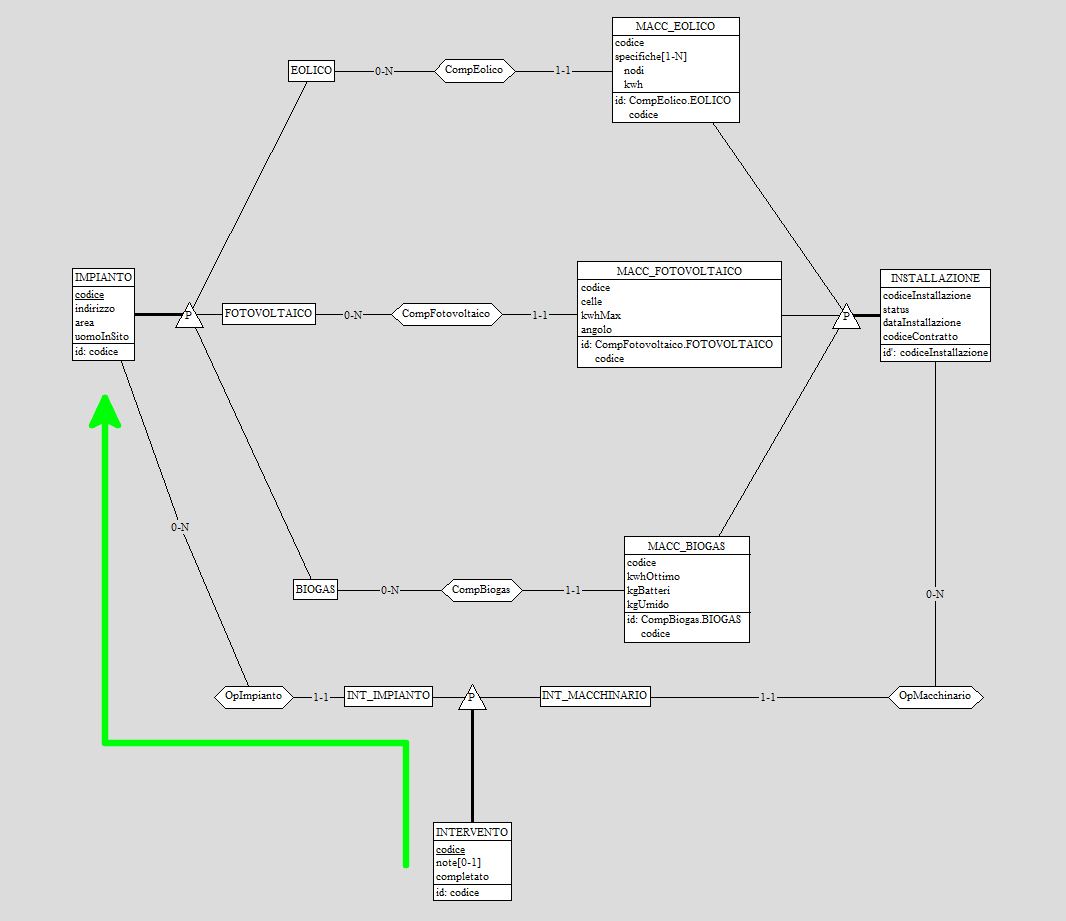 MACC_EOLICO
codice
specifiche[1-N]
nodi
kwh
id: CompEolico.EOLICO
codice
EOLICO
0-N
CompEolico
1-1
IMPIANTO
codice
indirizzo
area
uomoInSito
id: codice
P
FOTOVOLTAICO
0-N
CompFotovoltaico
1-1
MACC_FOTOVOLTAICO
codice
celle
kwhMax
angolo
id: CompFotovoltaico.FOTOVOLTAICO
codice
P
INSTALLAZIONE
codiceInstallazione
status
dataInstallazione
codiceContratto
id': codiceInstallazione
0-N
BIOGAS
0-N
CompBiogas
1-1
MACC_BIOGAS
codice
kwhOttimo
kgBatteri
kgUmido
id: CompBiogas.BIOGAS
codice
0-N
OpImpianto
1-1
INT_IMPIANTO
P
INT_MACCHINARIO
1-1
OpMacchinario
INTERVENTO
codice
note[0-1]
completato
id: codice